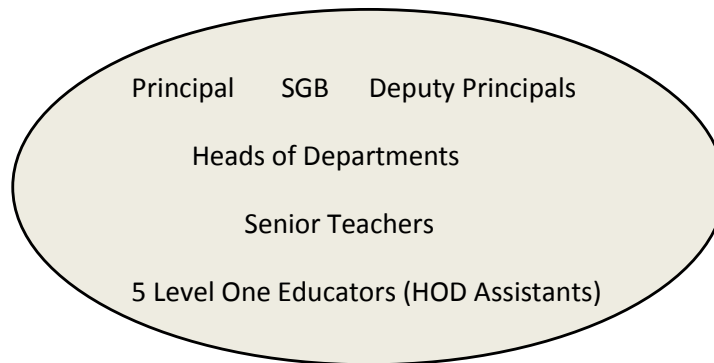 Principal SGB Deputy Principals
Heads of Departments
Senior Teachers
5 Level One Educators (HOD Assistants)